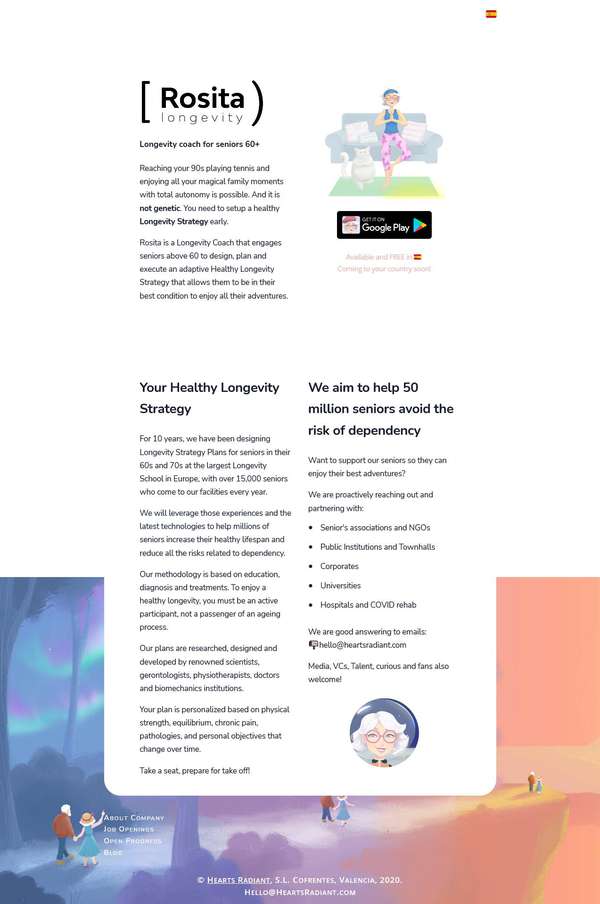 [ Rosita )
longevity
Longevity coach for seniors 60+
Reaching your 90s playing tennis and
enjoying all your magical family moments
with total autonomy is possible. And it is
not genetic. You need to setup a healthy
Longevity Strategy early.
Rosita is a Longevity Coach that engages
seniors above 60 to design, plan and
execute an adaptive Healthy Longevity
Strategy that allows them to be in their
best condition to enjoy all their adventures.
GET IT ON
Google Play
Available and FREE in
Coming to your country soon!
Your Healthy Longevity
Strategy
For 10 years, we have been designing
Longevity Strategy Plans for seniors in their
60s and 70s at the largest Longevity
School in Europe, with over 15,000 seniors
who come to our facilities every year.
We will leverage those experiences and the
latest technologies to help millions of
seniors increase their healthy lifespan and
reduce all the risks related to dependency.
Our methodology is based on education,
diagnosis and treatments. To enjoy a
healthy longevity, you must be an active
participant, not a passenger of an ageing
process.
Our plans are researched, designed and
developed by renowned scientists,
gerontologists, physiotherapists, doctors
and biomechanics institutions.
Your plan is personalized based on physical
strength, equilibrium, chronic pain,
pathologies, and personal objectives that
change over time.
Take a seat, prepare for take off!
We aim to help 50
million seniors avoid the
risk of dependency
Want to support our seniors so they can
enjoy their best adventures?
We are proactively reaching out and
partnering with:
• Senior's associations and NGOs
• Public Institutions and Townhalls
• Corporates
• Universities
• Hospitals and COVID rehab
We are good answering to emails:
hello@heartsradiant.com
Media, VCs, Talent, curious and fans also
welcome!
About Company
Job Openings
Open Progress
Blog
© Hearts Radiant, S.L. Cofrentes, Valencia, 2020.
Hello@HeartsRadiant.com